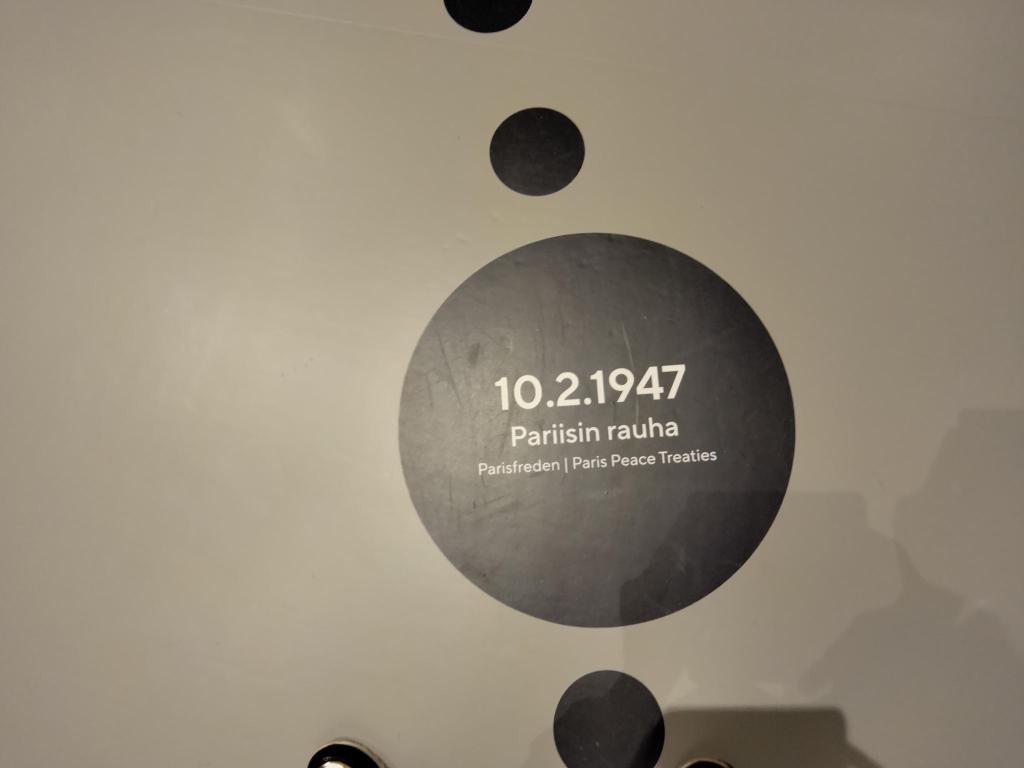 10.2.1947
Pariisin rauha
Parisfreden | Paris Peace Treaties